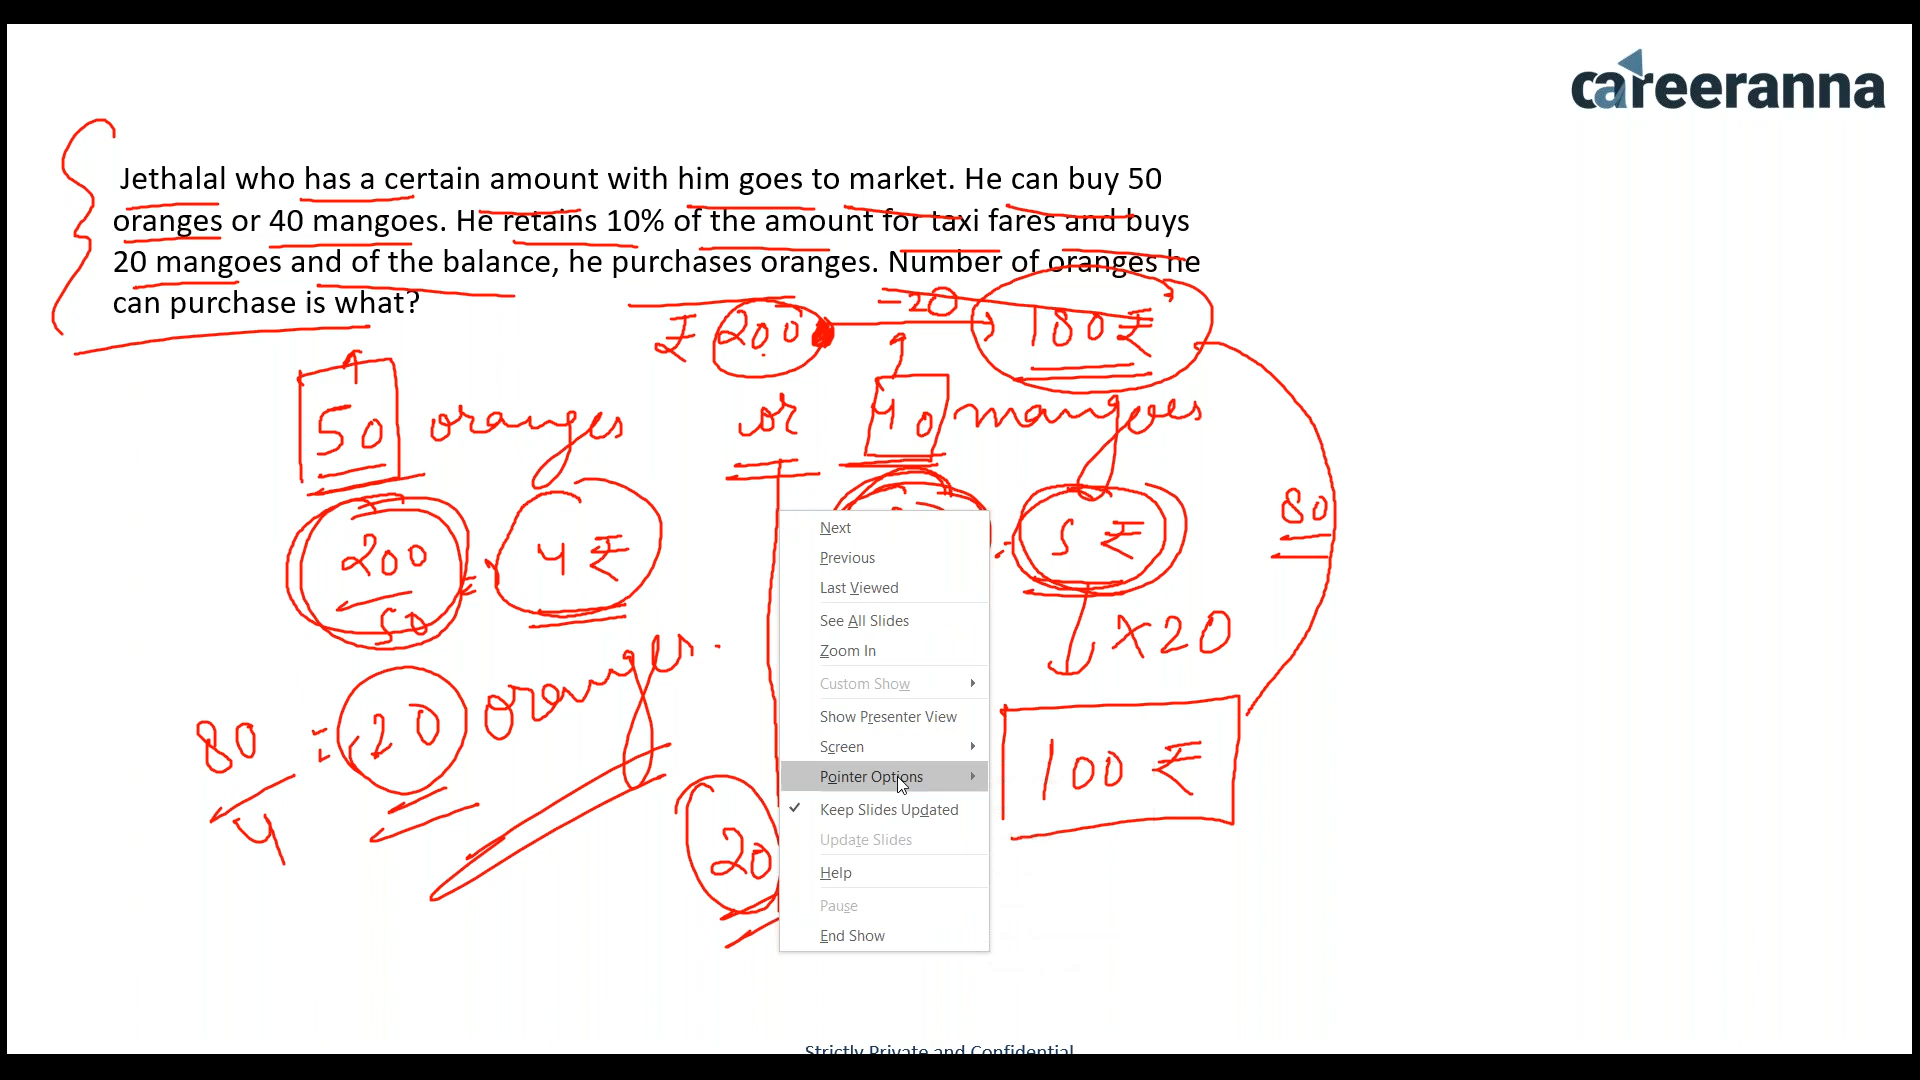 careeranna
Jethalal who has a certain amount with him goes to market. He can buy 50
oranges or 40 mangoes. He retains 10% of the amount for taxi fares and buys
20 mangoes and of the balance, he purchases oranges. Number of oranges he
can purchase is what?
₹ 200 -20 180 ₹
50 oranges or 40 mangoes
200
50
= 4 ₹
5 ₹
80
× 20
80
4
= 20 oranges.
100 ₹
20
Next
Previous
Last Viewed
See All Slides
Zoom In
Custom Show
Show Presenter View
Screen
Pointer Options
Keep Slides Updated
Update Slides
Help
Pause
End Show
Strictly Private and Confidential